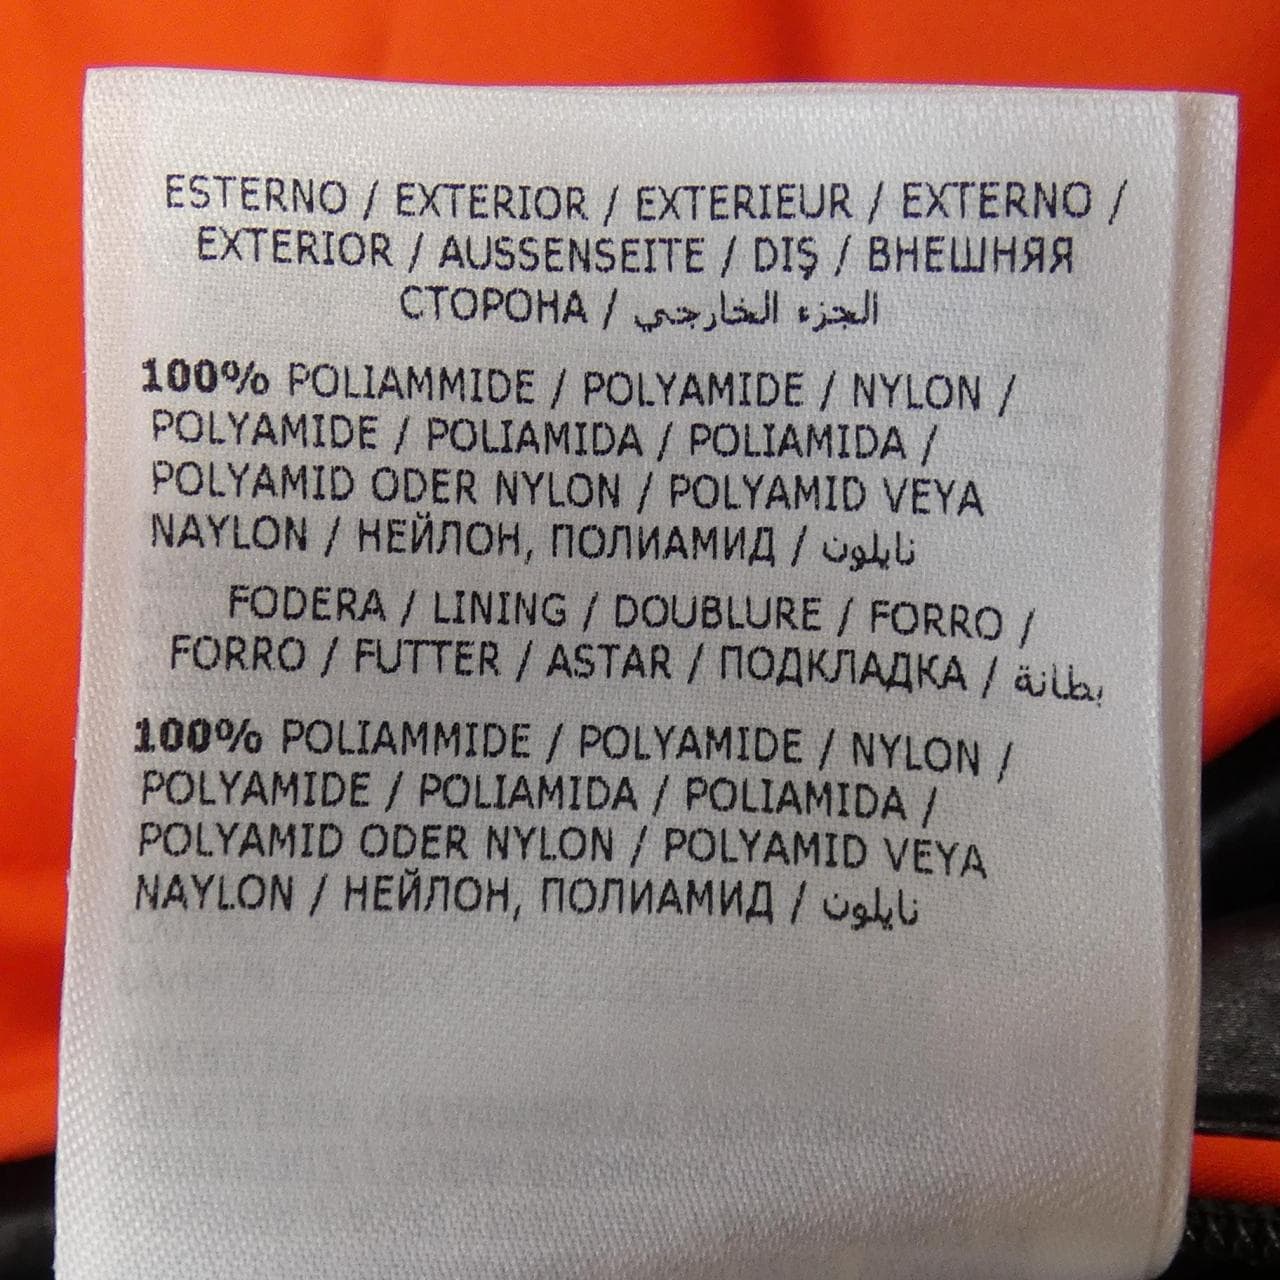 ESTERNO / EXTERIOR / EXTERIEUR / EXTERNO /
EXTERIOR / AUSSENSEITE / DIŞ / ВНЕШНЯЯ
СТОРОНА / الجزء الخارجي
100% POLIAMMIDE / POLYAMIDE / NYLON /
POLYAMIDE / POLIAMIDA / POLIAMIDA /
POLYAMID ODER NYLON / POLYAMID VEYA
NAYLON / НЕЙЛОН, ПОЛИАМИД / نايلون
FODERA / LINING / DOUBLURE / FORRO /
FORRO / FUTTER / ASTAR / ПОДКЛАДКА / بطانة
100% POLIAMMIDE / POLYAMIDE / NYLON /
POLYAMIDE / POLIAMIDA / POLIAMIDA /
POLYAMID ODER NYLON / POLYAMID VEYA
NAYLON / НЕЙЛОН, ПОЛИАМИД / نايلون